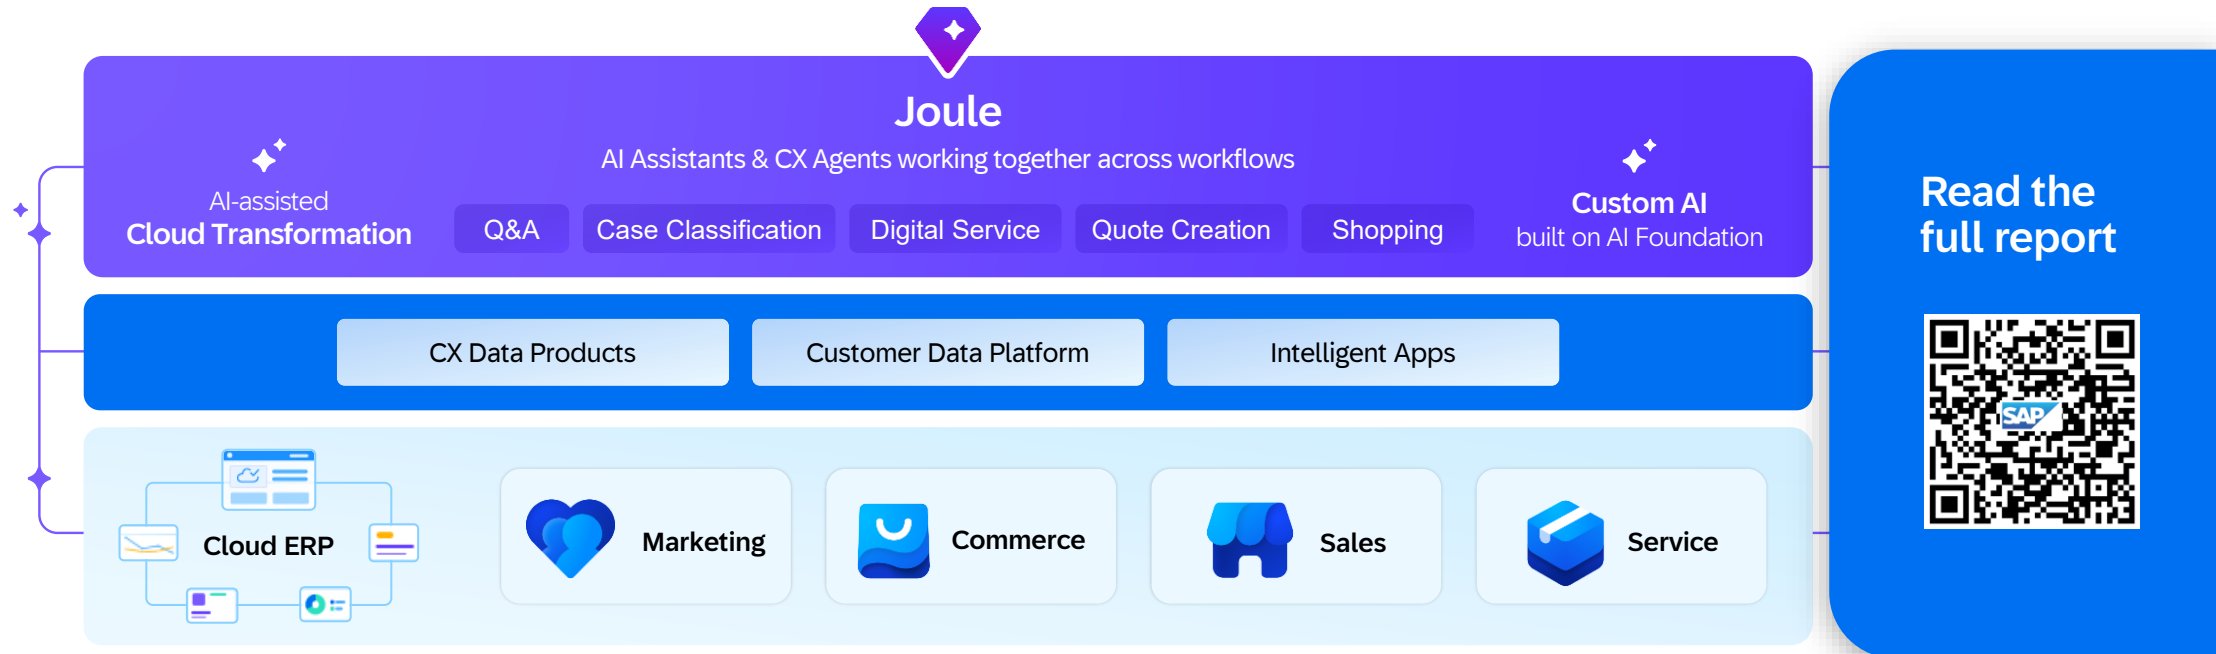 Joule
AI Assistants & CX Agents working together across workflows
AI-assisted
Cloud Transformation
Q&A
Case Classification
Digital Service
Quote Creation
Shopping
Custom AI
built on AI Foundation
CX Data Products
Customer Data Platform
Intelligent Apps
Cloud ERP
Marketing
Commerce
Sales
Service
Read the
full report
SAP